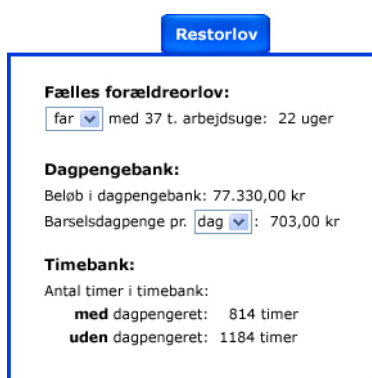 Restorlov
Fælles forældreorlov:
far med 37 t. arbejdsuge: 22 uger
Dagpengebank:
Beløb i dagpengebank: 77.330,00 kr
Barselsdagpenge pr. dag : 703,00 kr
Timebank:
Antal timer i timebank:
med dagpengeret: 814 timer
uden dagpengeret: 1184 timer